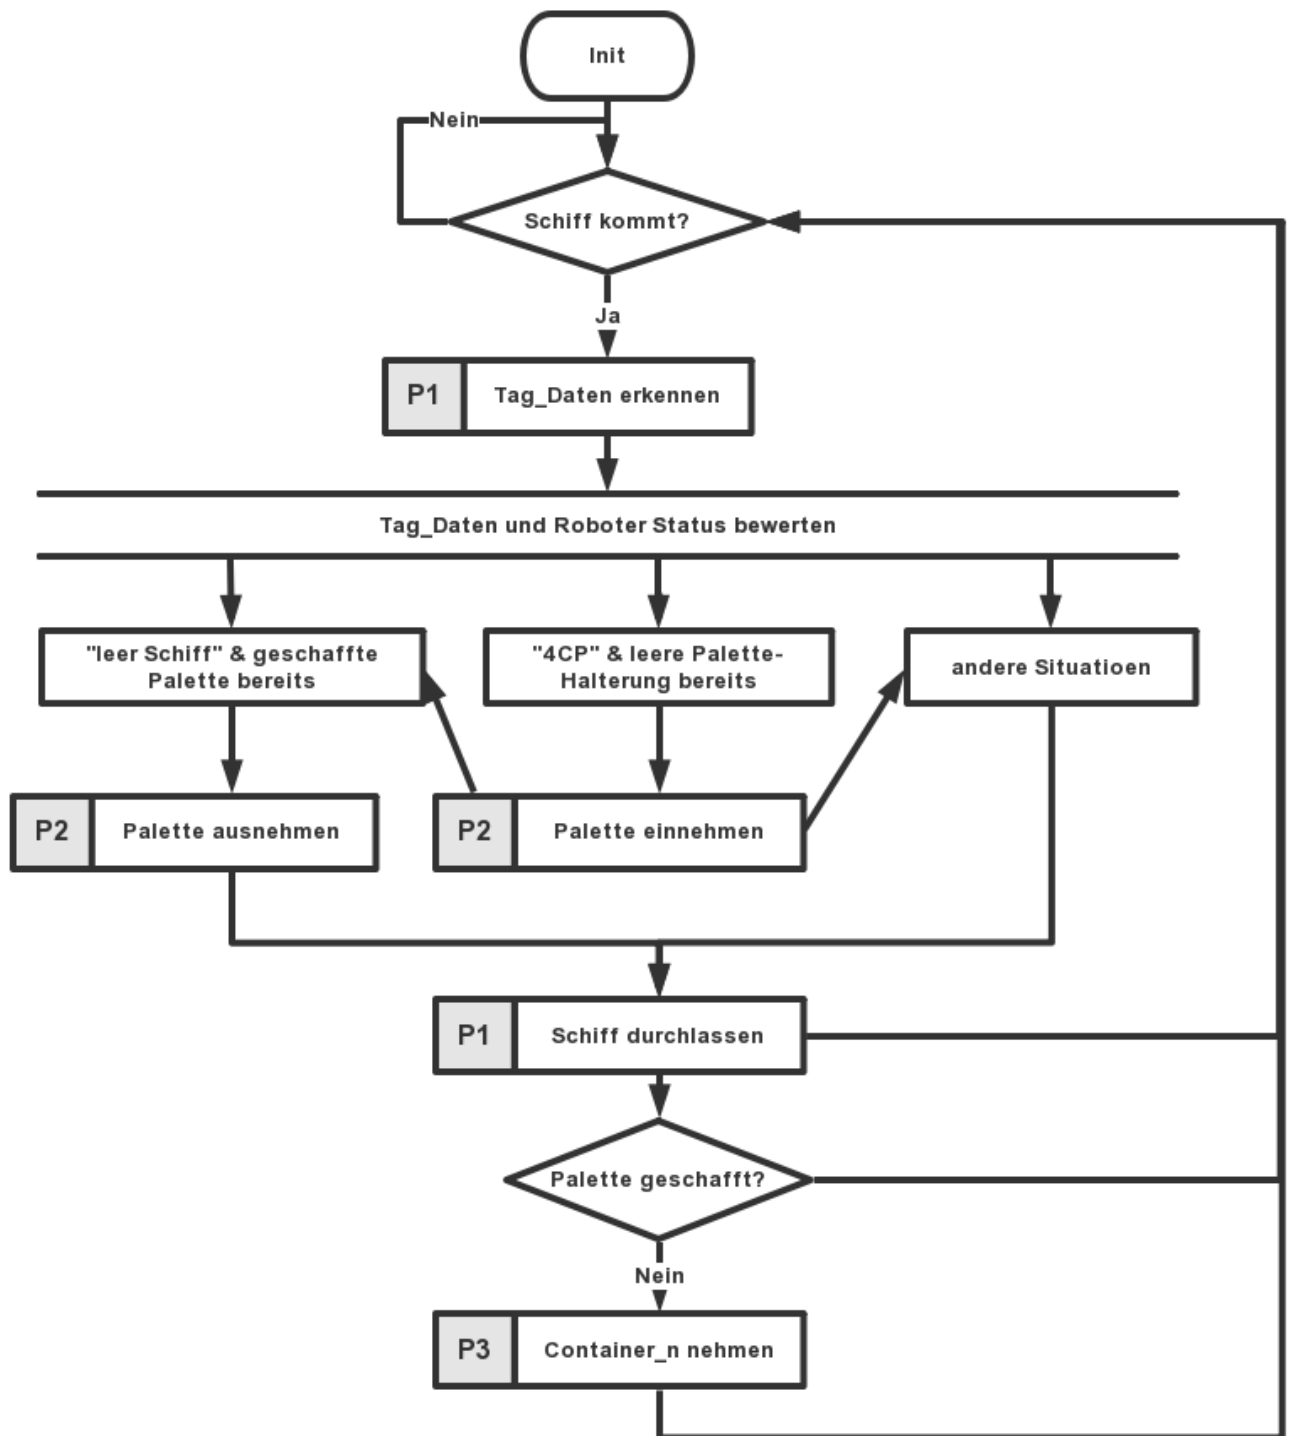 Init
Nein
Schiff kommt?
Ja
P1
Tag_Daten erkennen
Tag_Daten und Roboter Status bewerten
"leer Schiff" & geschaffte
Palette bereits
"4CP" & leere Palette-
Halterung bereits
andere Situatioen
P2
Palette ausnehmen
P2
Palette einnehmen
P1
Schiff durchlassen
Palette geschafft?
Nein
P3
Container_n nehmen